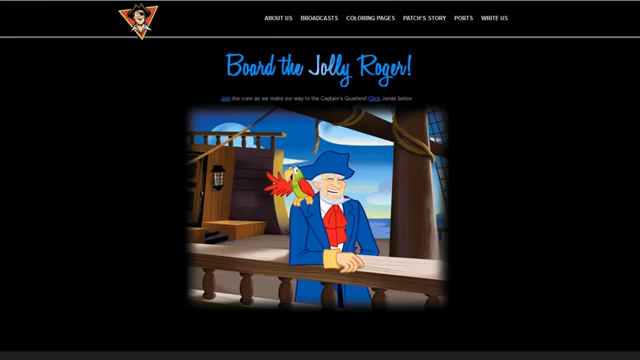 ABOUT US BROADCASTS COLORING PAGES PATCH'S STORY PORTS WRITE US
Board the Jolly Roger!
Join the crew as we make our way to the Captain's Quarters! Click Jonas below.